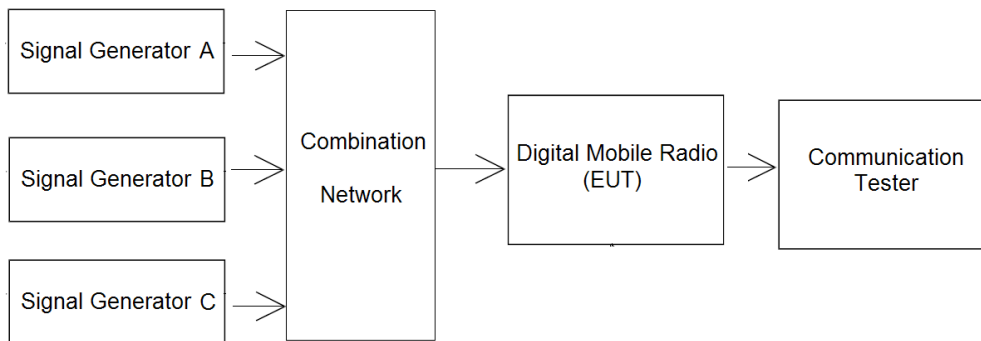 Signal Generator A
Signal Generator B
Signal Generator C
Combination
Network
Digital Mobile Radio
(EUT)
Communication
Tester